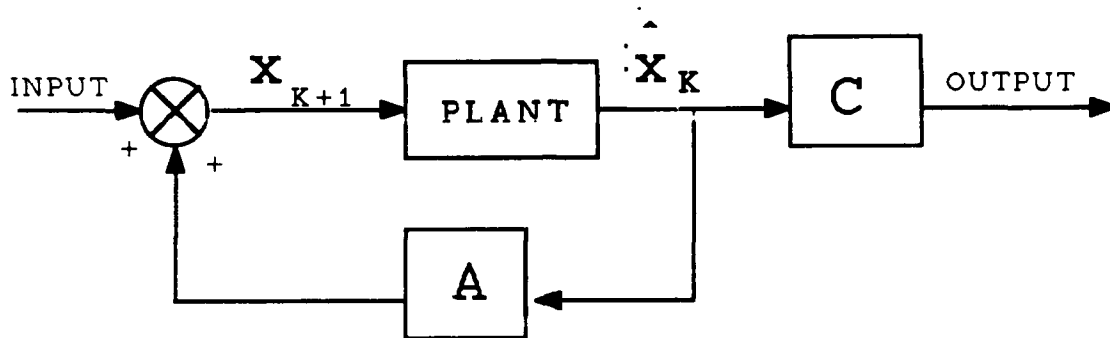 INPUT
X K+1
PLANT
X̂ K
C
OUTPUT
+
+
A